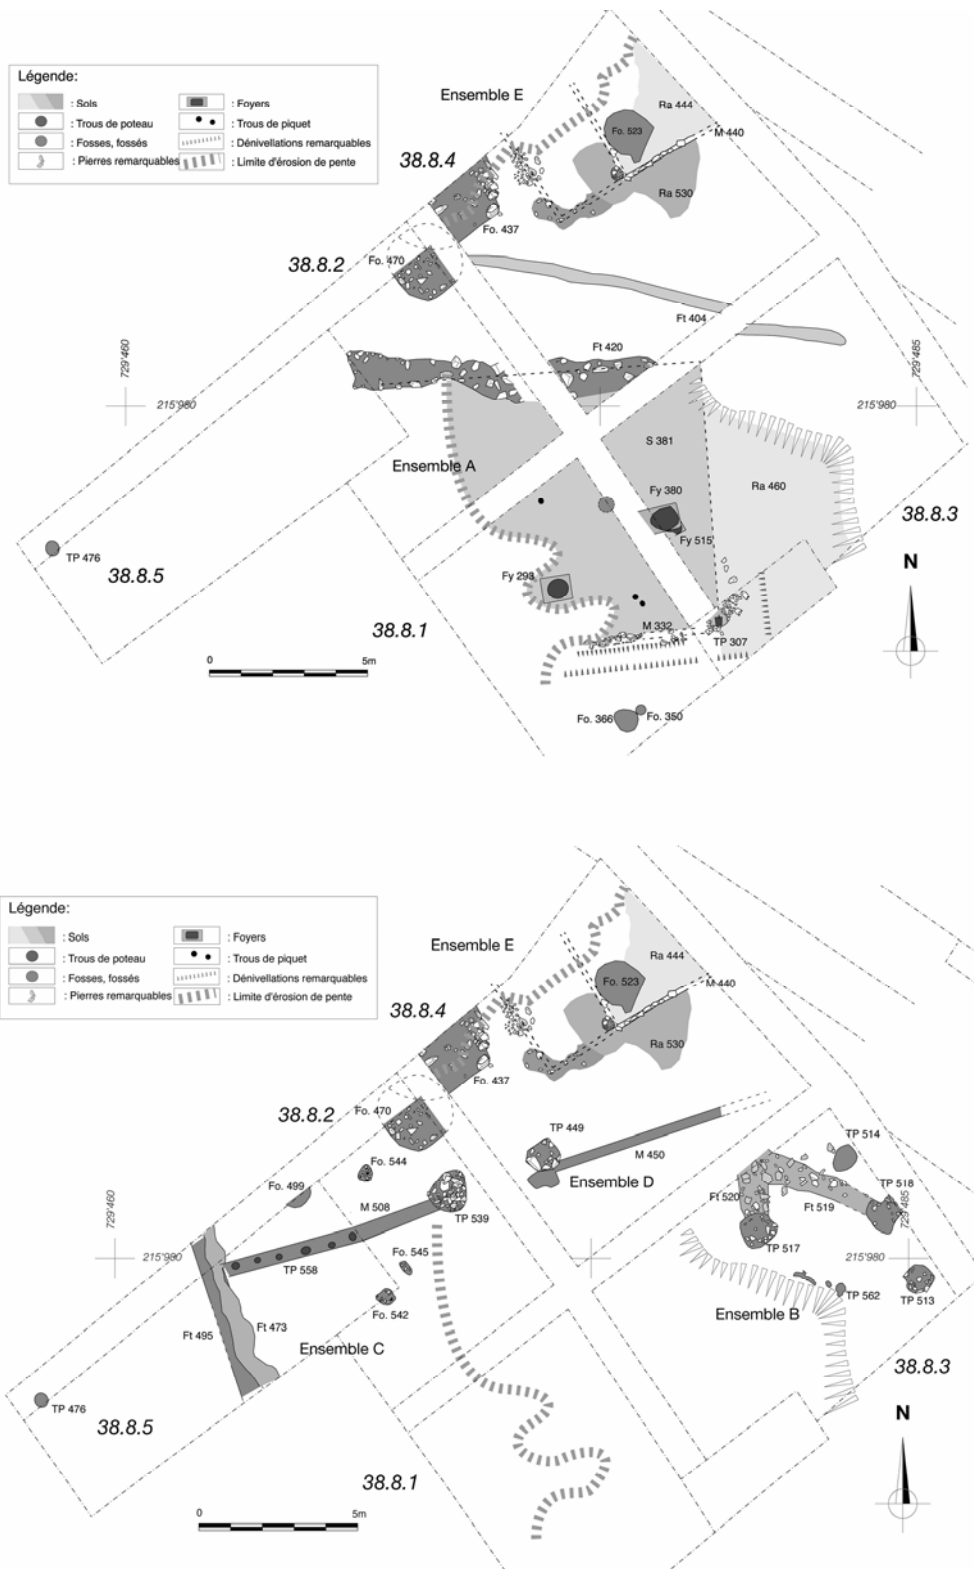 Légende:
: Sols
: Foyers
: Trous de poteau
: Trous de piquet
: Fosses, fossés
: Dénivellations remarquables
: Pierres remarquables
: Limite d'érosion de pente
Ensemble E
Ra 444
Fo. 523
M 440
38.8.4
Ra 530
Fo. 437
38.8.2
Fo. 470
Ft 404
729'460
Ft 420
729'485
215'980
215'980
S 381
Ensemble A
Fy 380
Ra 460
38.8.3
Fy 515
TP 476
38.8.5
Fy 293
N
38.8.1
M 332
TP 307
0
5m
Fo. 366
Fo. 350
Légende:
: Sols
: Foyers
: Trous de poteau
: Trous de piquet
: Fosses, fossés
: Dénivellations remarquables
: Pierres remarquables
: Limite d'érosion de pente
Ensemble E
Ra 444
Fo. 523
M 440
38.8.4
Ra 530
Fo. 437
38.8.2
Fo. 470
TP 449
TP 514
Fo. 544
M 450
Ensemble D
TP 518
Fo. 499
M 508
Ft 520
Ft 519
729'460
TP 539
729'485
215'980
Fo. 545
TP 517
215'980
TP 558
TP 562
TP 513
Fo. 542
Ensemble B
Ft 495
Ft 473
Ensemble C
38.8.3
TP 476
38.8.5
N
38.8.1
0
5m